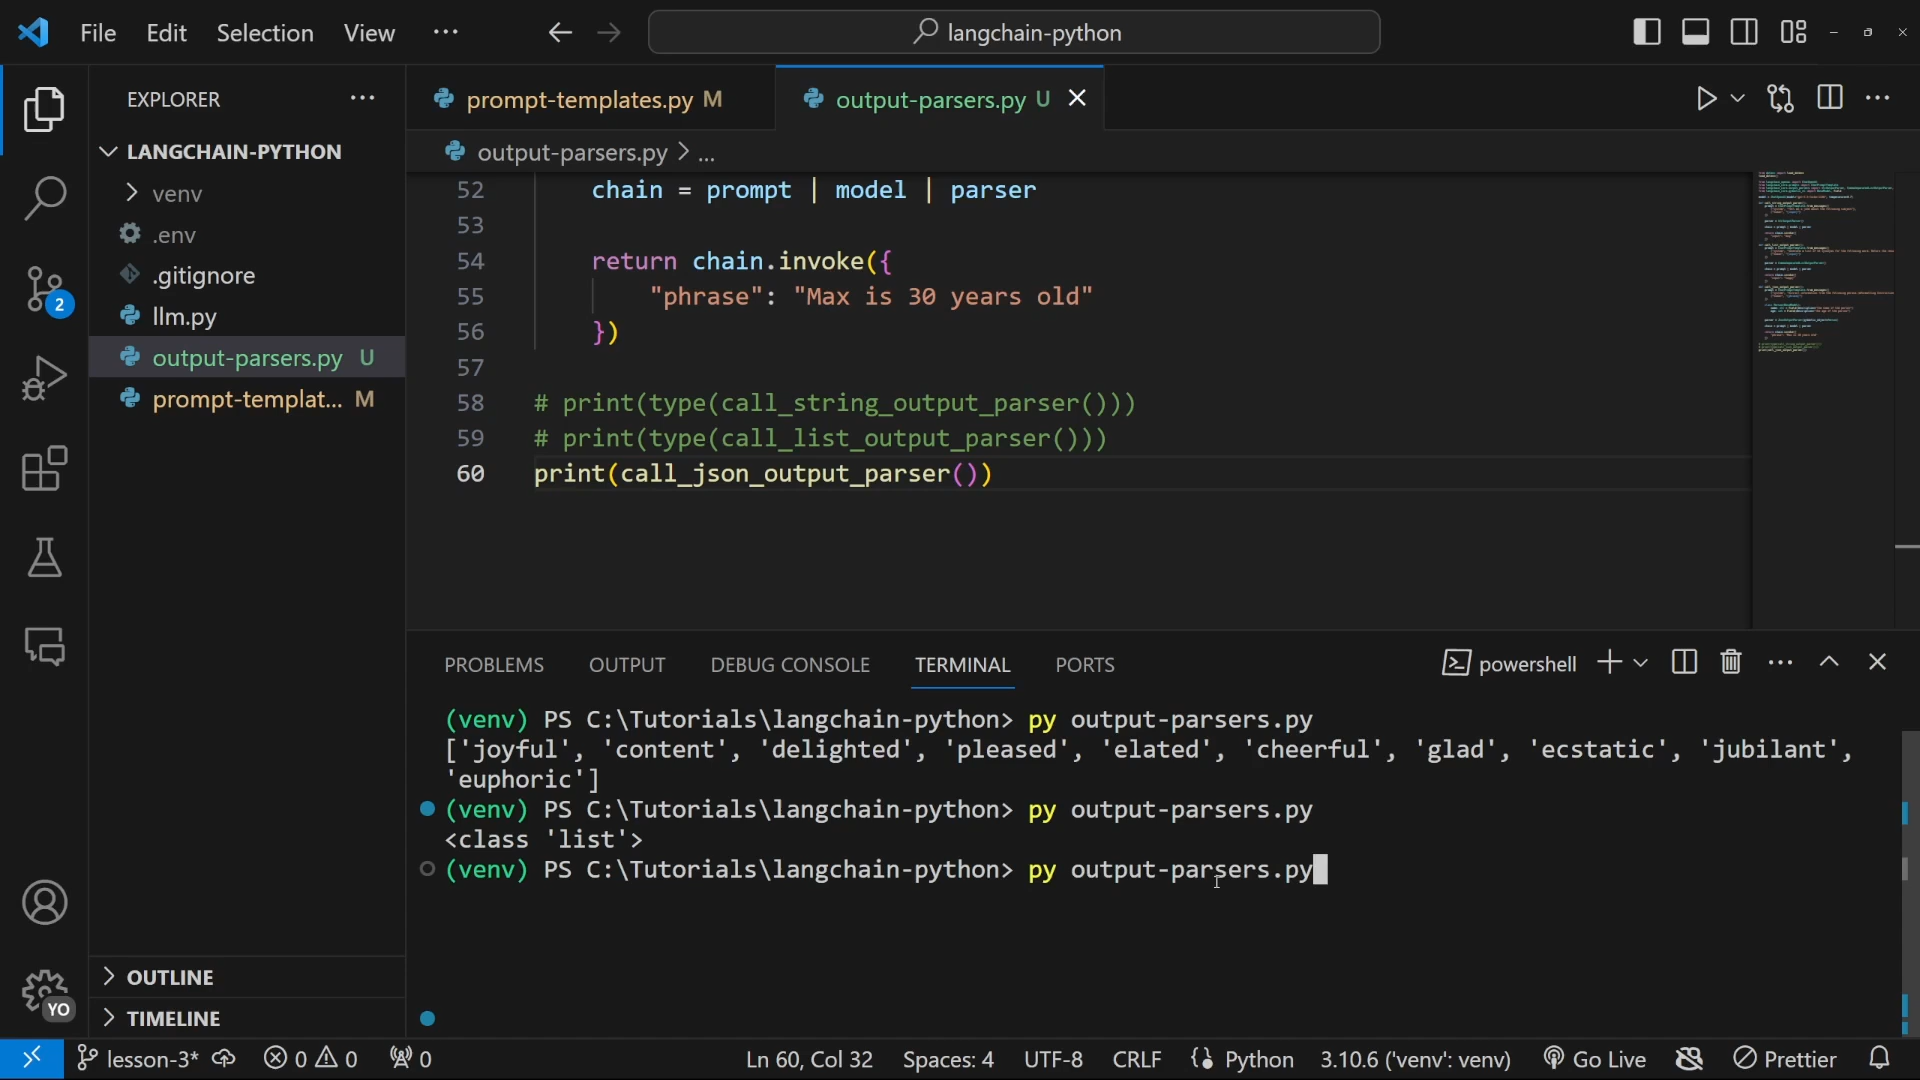 File Edit Selection View ··· langchain-python
EXPLORER ···
LANGCHAIN-PYTHON
venv
.env
.gitignore
llm.py
output-parsers.py U
prompt-templat... M
OUTLINE
TIMELINE
2
YO
prompt-templates.py M output-parsers.py U
output-parsers.py > ...
52 chain = prompt | model | parser
53
54 return chain.invoke({
55 "phrase": "Max is 30 years old"
56 })
57
58 # print(type(call_string_output_parser()))
59 # print(type(call_list_output_parser()))
60 print(call_json_output_parser())
PROBLEMS OUTPUT DEBUG CONSOLE TERMINAL PORTS powershell
(venv) PS C:\Tutorials\langchain-python> py output-parsers.py
['joyful', 'content', 'delighted', 'pleased', 'elated', 'cheerful', 'glad', 'ecstatic', 'jubilant',
'euphoric']
(venv) PS C:\Tutorials\langchain-python> py output-parsers.py
<class 'list'>
(venv) PS C:\Tutorials\langchain-python> py output-parsers.py
lesson-3* 0 0 0 Ln 60, Col 32 Spaces: 4 UTF-8 CRLF Python 3.10.6 ('venv': venv) Go Live Prettier